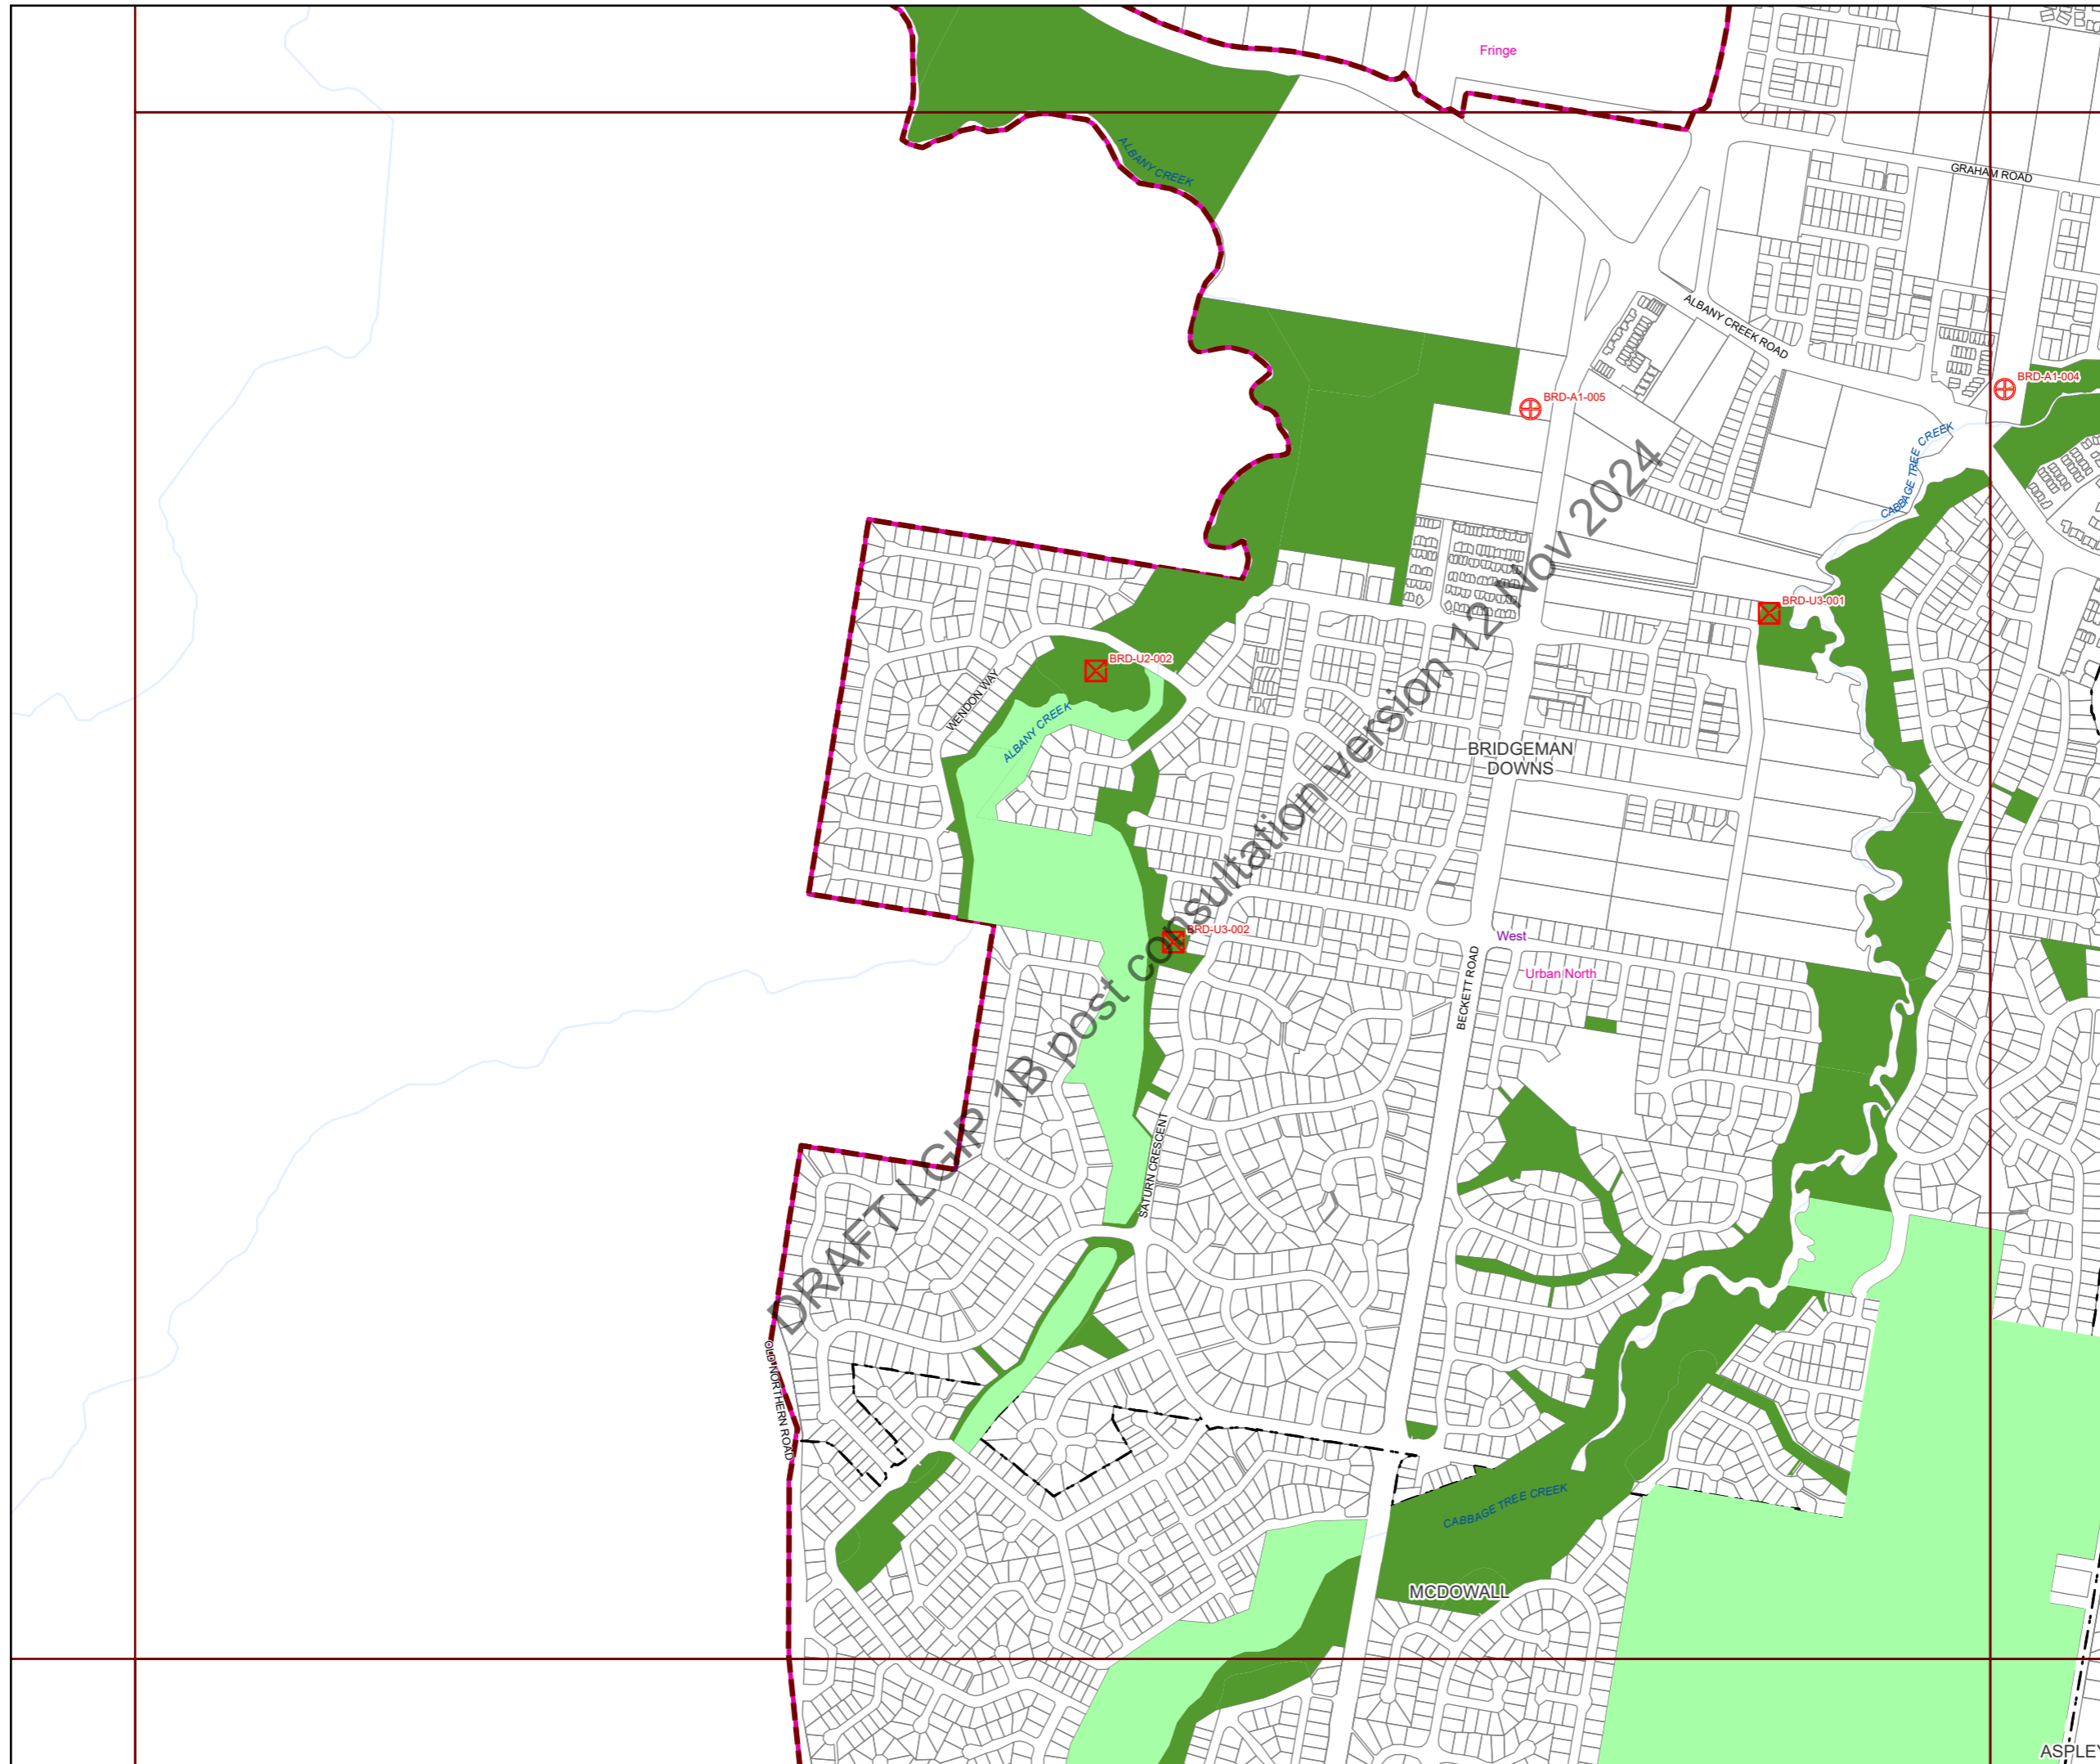 Fringe
ALBANY CREEK
GRAHAM ROAD
ALBANY CREEK ROAD
BRD-A1-004
BRD-A1-005
CABBAGE TREE CREEK
BRD-U3-001
BRD-U2-002
WENDON WAY
ALBANY CREEK
BRIDGEMAN
DOWNS
BRD-U3-002
West
Urban North
BECKETT ROAD
SATURN CRESCENT
OLD NORTHERN ROAD
CABBAGE TREE CREEK
MCDOWALL
ASPLEY
DRAFT LGIP 1B post consultation version 12 Nov 2024